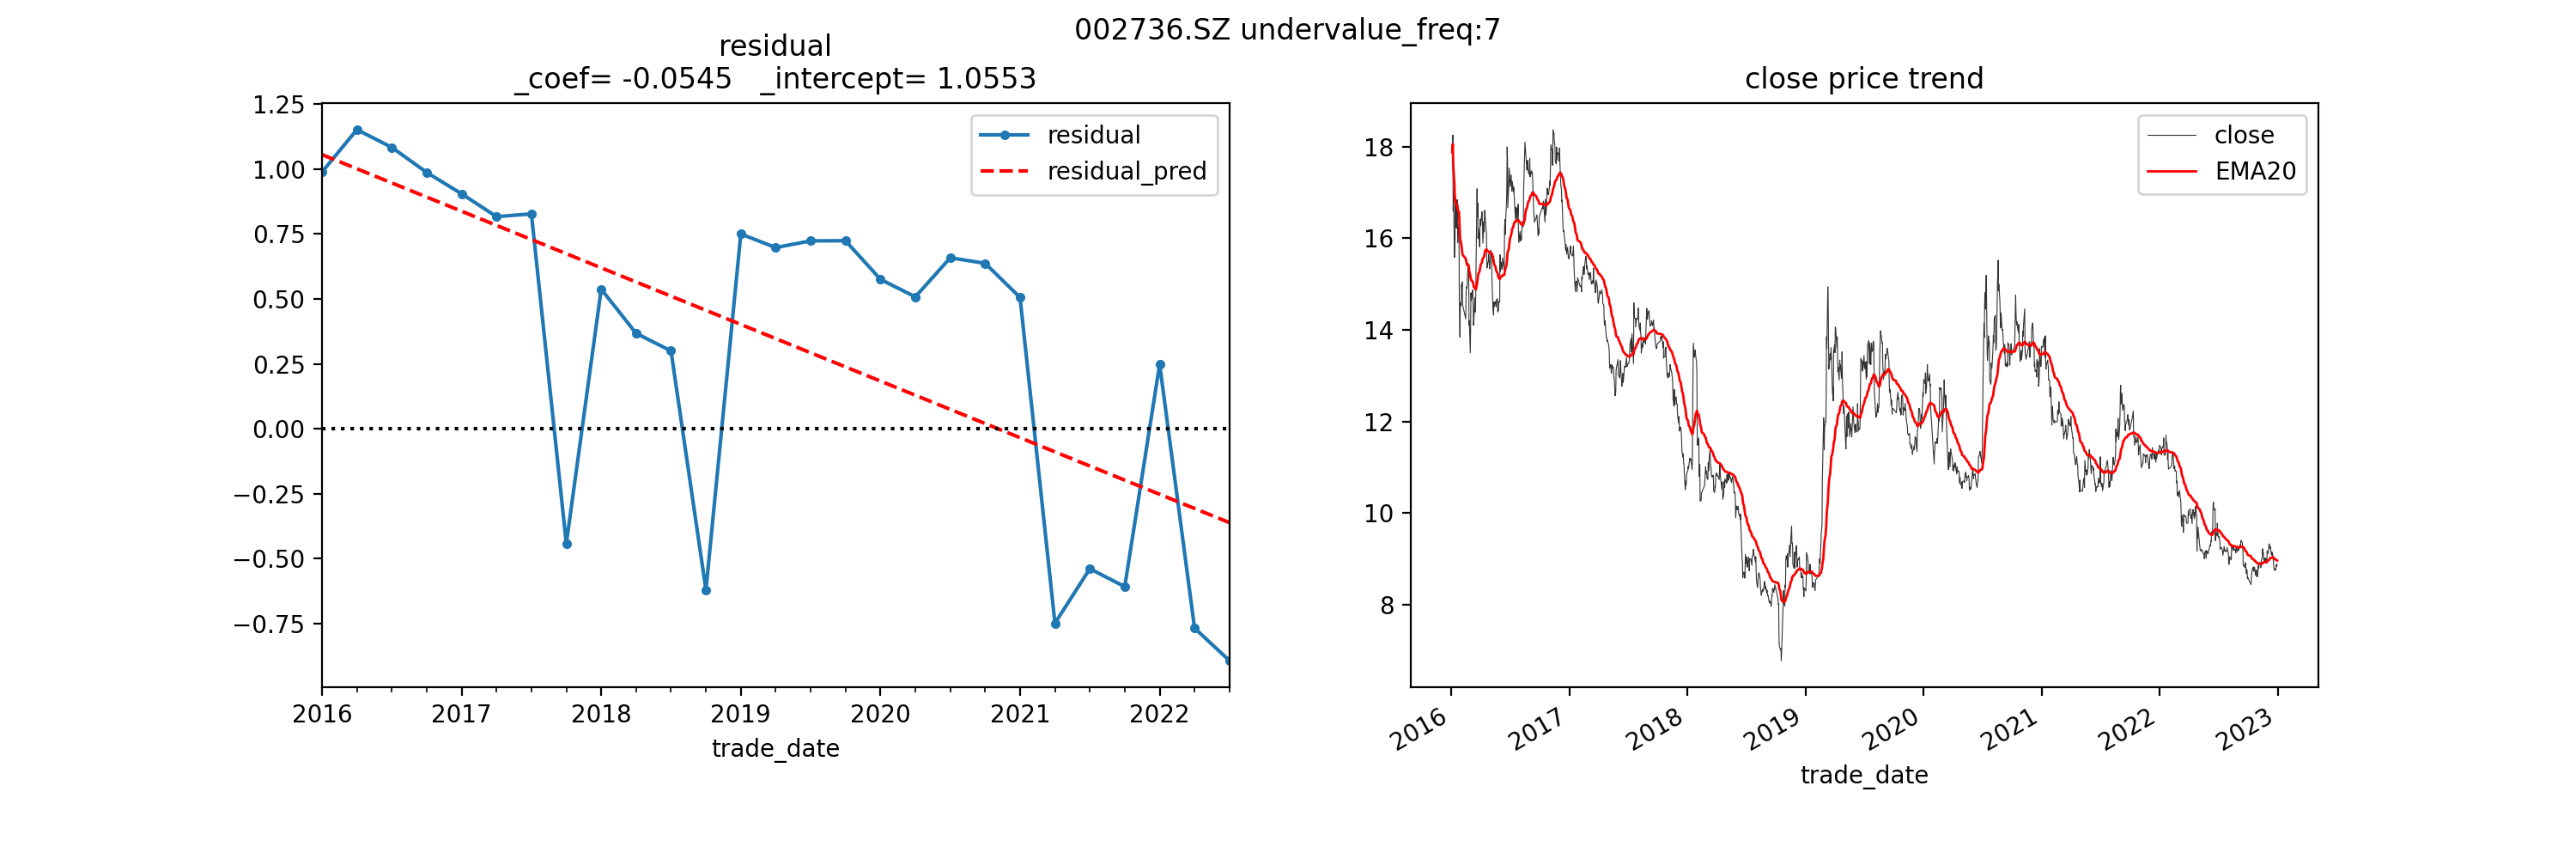 002736.SZ undervalue_freq:7
residual
_coef= -0.0545   _intercept= 1.0553
1.25
1.00
0.75
0.50
0.25
0.00
−0.25
−0.50
−0.75
residual
residual_pred
2016 2017 2018 2019 2020 2021 2022
trade_date
close price trend
18
16
14
12
10
8
close
EMA20
2016 2017 2018 2019 2020 2021 2022 2023
trade_date